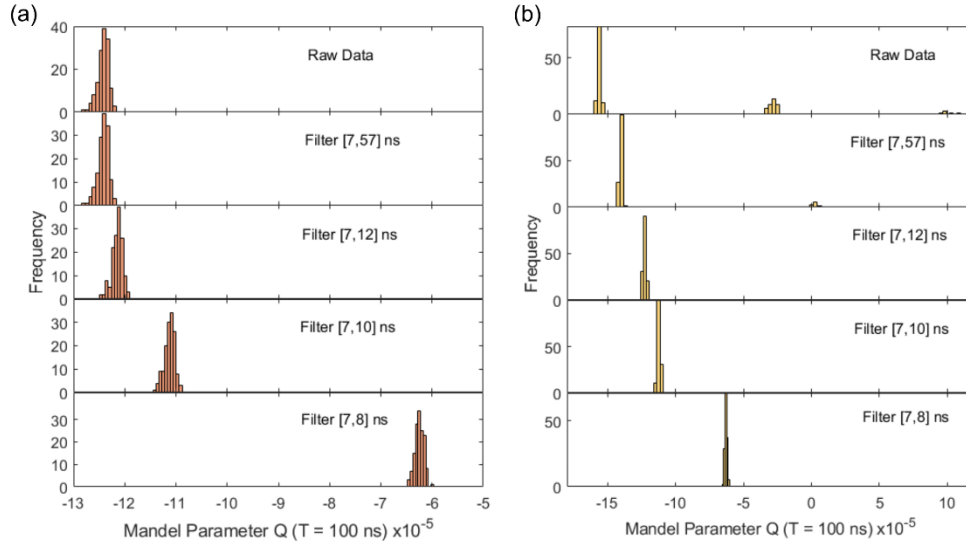 (a)
Frequency
40
20
0
Raw Data
30
20
10
0
Filter [7,57] ns
30
20
10
0
Filter [7,12] ns
30
20
10
0
Filter [7,10] ns
30
20
10
0
Filter [7,8] ns
-13 -12 -11 -10 -9 -8 -7 -6 -5
Mandel Parameter Q (T = 100 ns) x10-5
(b)
Frequency
50
0
Raw Data
50
0
Filter [7,57] ns
50
0
Filter [7,12] ns
50
0
Filter [7,10] ns
50
0
Filter [7,8] ns
-15 -10 -5 0 5 10
Mandel Parameter Q (T = 100 ns) x10-5